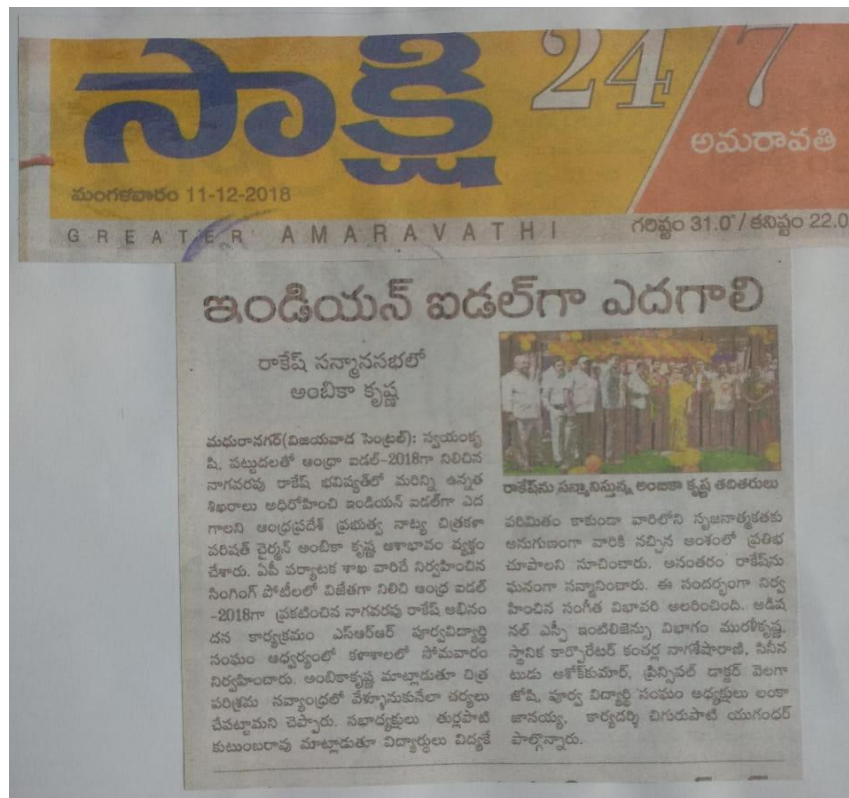 సాక్షి 24/7
అమరావతి
మంగళవారం 11-12-2018
GREATER AMARAVATHI
గరిష్టం 31.0°/ కనిష్టం 22.0
ఇండియన్ ఐడల్‌గా ఎదగాలి
రాకేష్ సన్మానసభలో
అంబికా కృష్ణ
మధురానగర్(విజయవాడ సెంట్రల్): స్వయంకృ
షి, పట్టుదలతో ఆంధ్రా ఐడల్-2018గా నిలిచిన
నాగవరపు రాకేష్ భవిష్యత్‌లో మరిన్ని ఉన్నత
శిఖరాలు అధిరోహించి ఇండియన్ ఐడల్‌గా ఎద
గాలని ఆంధ్రప్రదేశ్ ప్రభుత్వ నాట్య చిత్రకళా
పరిషత్ చైర్మన్ అంబికా కృష్ణ ఆశాభావం వ్యక్తం
చేశారు. ఏపీ పర్యాటక శాఖ వారిచే నిర్వహించిన
సింగింగ్ పోటీలలో విజేతగా నిలిచి ఆంధ్ర ఐడల్
-2018గా ప్రకటించిన నాగవరపు రాకేష్ అభినం
దన కార్యక్రమం ఎస్ఆర్ఆర్ పూర్వవిద్యార్థి
సంఘం ఆధ్వర్యంలో కళాశాలలో సోమవారం
నిర్వహించారు. అంబికాకృష్ణ మాట్లాడుతూ చిత్ర
పరిశ్రమ నవ్యాంధ్రలో వేళ్ళూనుకునేలా చర్యలు
చేపట్టామని చెప్పారు. సభాధ్యక్షులు తుర్లపాటి
కుటుంబరావు మాట్లాడుతూ విద్యార్థులు విద్యకే
రాకేష్‌ను సన్మానిస్తున్న అంబికా కృష్ణ తదితరులు
పరిమితం కాకుండా వారిలోని సృజనాత్మకతకు
అనుగుణంగా వారికి నచ్చిన అంశంలో ప్రతిభ
చూపాలని సూచించారు. అనంతరం రాకేష్‌ను
ఘనంగా సన్మానించారు. ఈ సందర్భంగా నిర్వ
హించిన సంగీత విభావరి అలరించింది. అడిష
నల్ ఎస్పీ ఇంటిలిజెన్సు విభాగం మురళీకృష్ణ,
స్థానిక కార్పొరేటర్ కంచర్ల నాగశేషారాణి, సినీన
టుడు అశోక్‌కుమార్, ప్రిన్సిపల్ డాక్టర్ వెలగా
జోషి, పూర్వ విద్యార్థి సంఘం అధ్యక్షులు లంకా
జానయ్య, కార్యదర్శి చిగురుపాటి యుగంధర్
పాల్గొన్నారు.